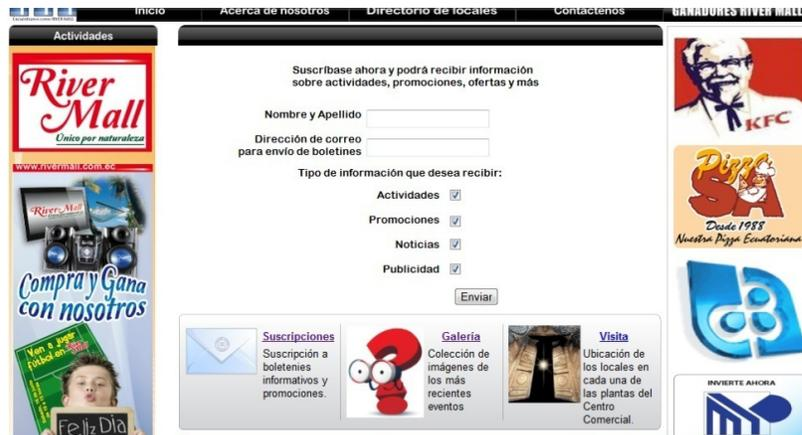 Inicio
Acerca de nosotros
Directorio de locales
Contáctenos
GANADORES RIVER MALL
Actividades
River
Mall
Único por naturaleza
www.rivermall.com.ec
River Mall
Compra y Gana
con nosotros
Ven a jugar
fútbol en
Feliz Día
Suscríbase ahora y podrá recibir información
sobre actividades, promociones, ofertas y más
Nombre y Apellido
Dirección de correo
para envío de boletines
Tipo de información que desea recibir:
Actividades
Promociones
Noticias
Publicidad
Enviar
Suscripciones
Suscripción a
boletenies
informativos y
promociones.
Galería
Colección de
imágenes de
los más
recientes
eventos
Visita
Ubicación de
los locales en
cada una de
las plantas del
Centro
Comercial.
KFC
Pizza
SA
Desde 1988
Nuestra Pizza Ecuatoriana
INVIERTE AHORA